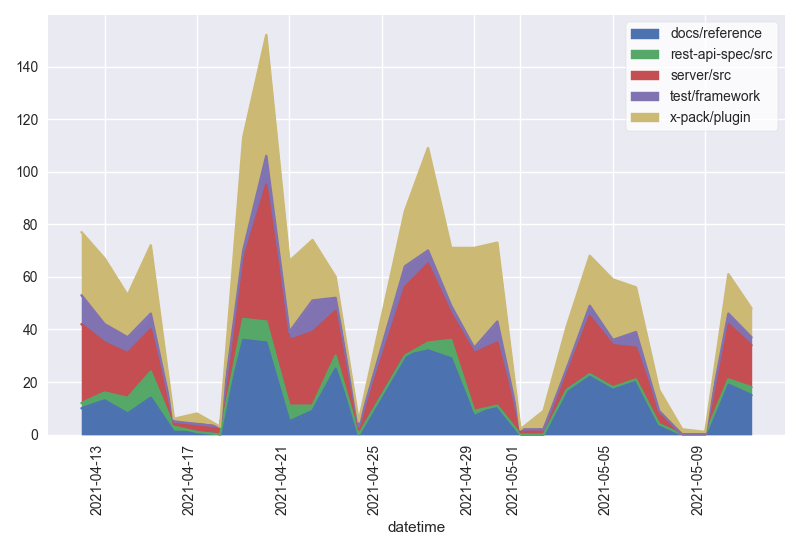 docs/reference
rest-api-spec/src
server/src
test/framework
x-pack/plugin
140
120
100
80
60
40
20
0
2021-04-13
2021-04-17
2021-04-21
2021-04-25
2021-04-29
2021-05-01
2021-05-05
2021-05-09
datetime